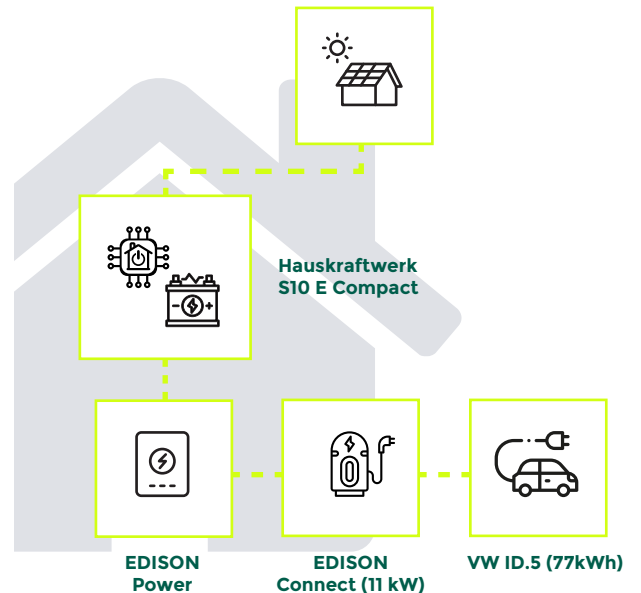 Hauskraftwerk
S10 E Compact
EDISON
Power
EDISON
Connect (11 kW)
VW ID.5 (77kWh)